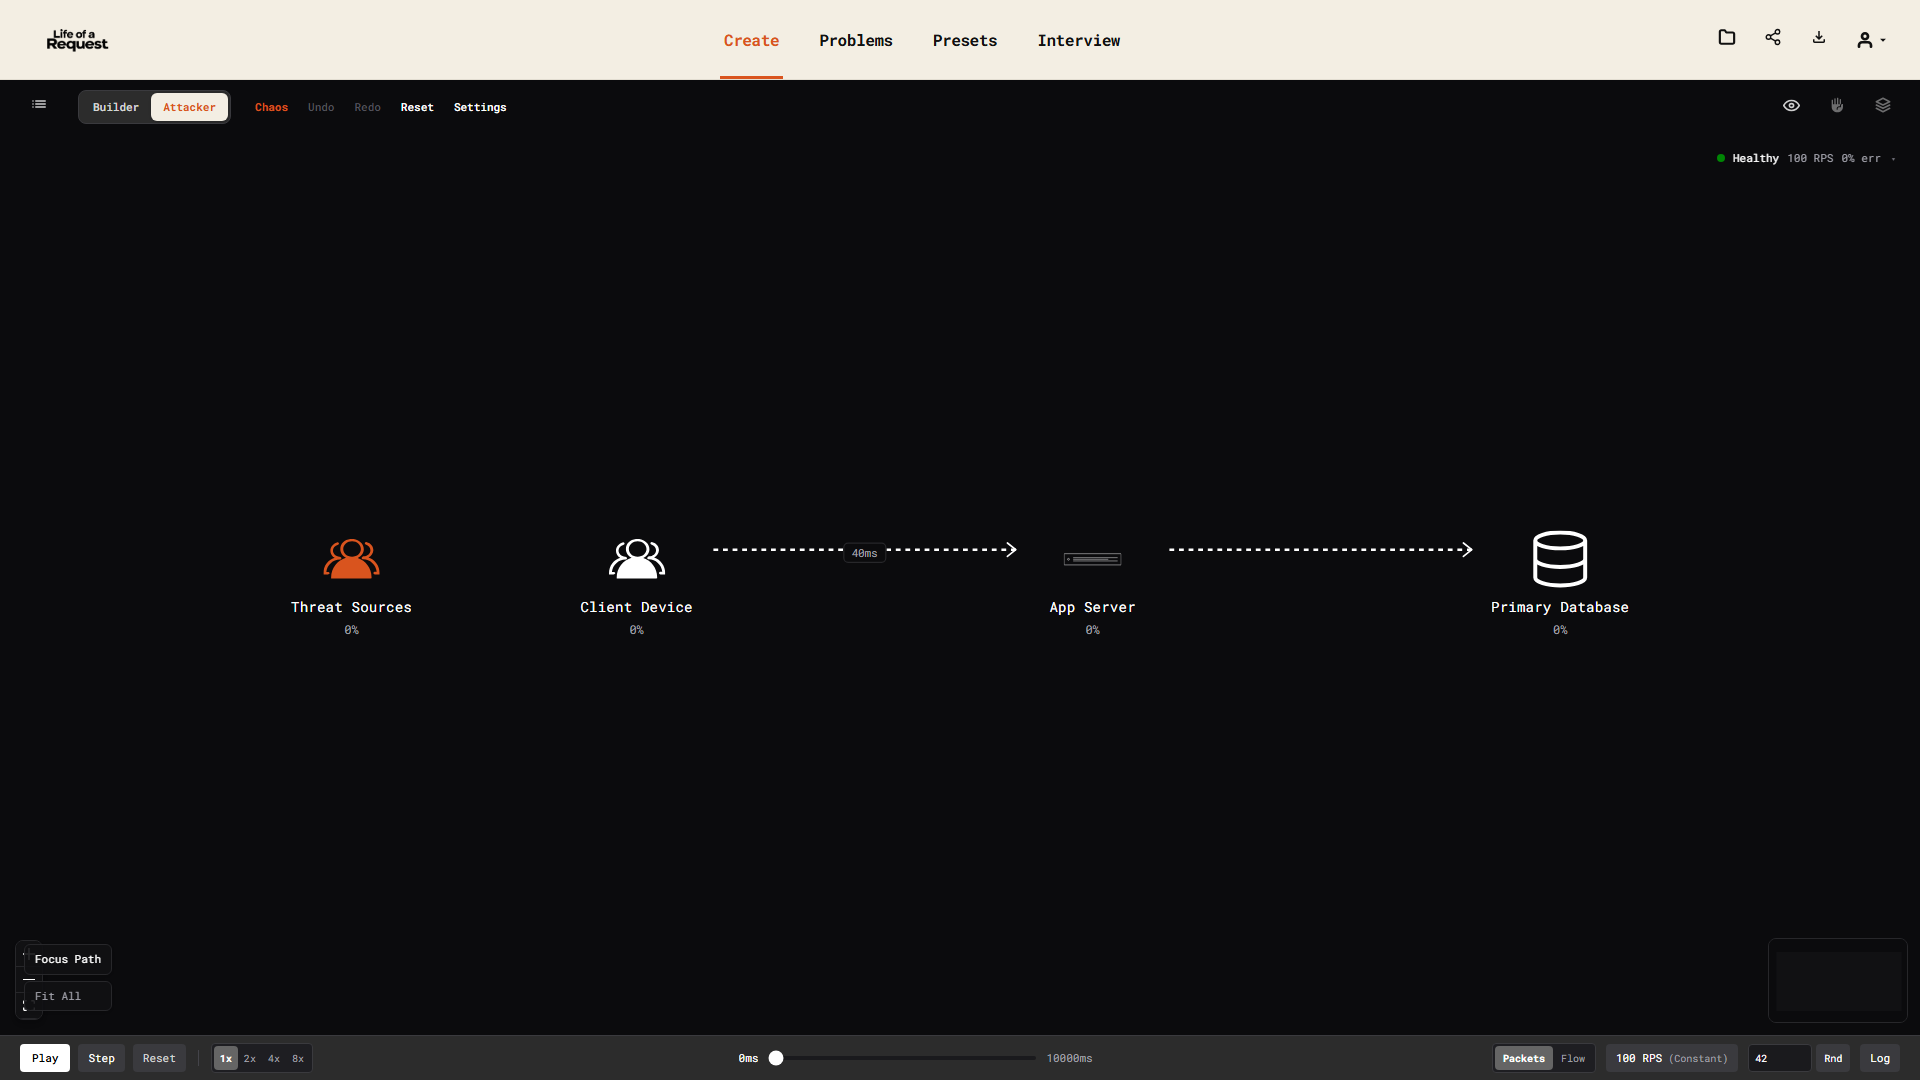 Life of a
Request
Create
Problems
Presets
Interview
Builder
Attacker
Chaos
Undo
Redo
Reset
Settings
Healthy 100 RPS 0% err
40ms
Threat Sources
Client Device
App Server
Primary Database
0%
0%
0%
0%
Focus Path
Fit All
Play
Step
Reset
1x
2x
4x
8x
0ms
10000ms
Packets
Flow
100 RPS (Constant)
42
Rnd
Log